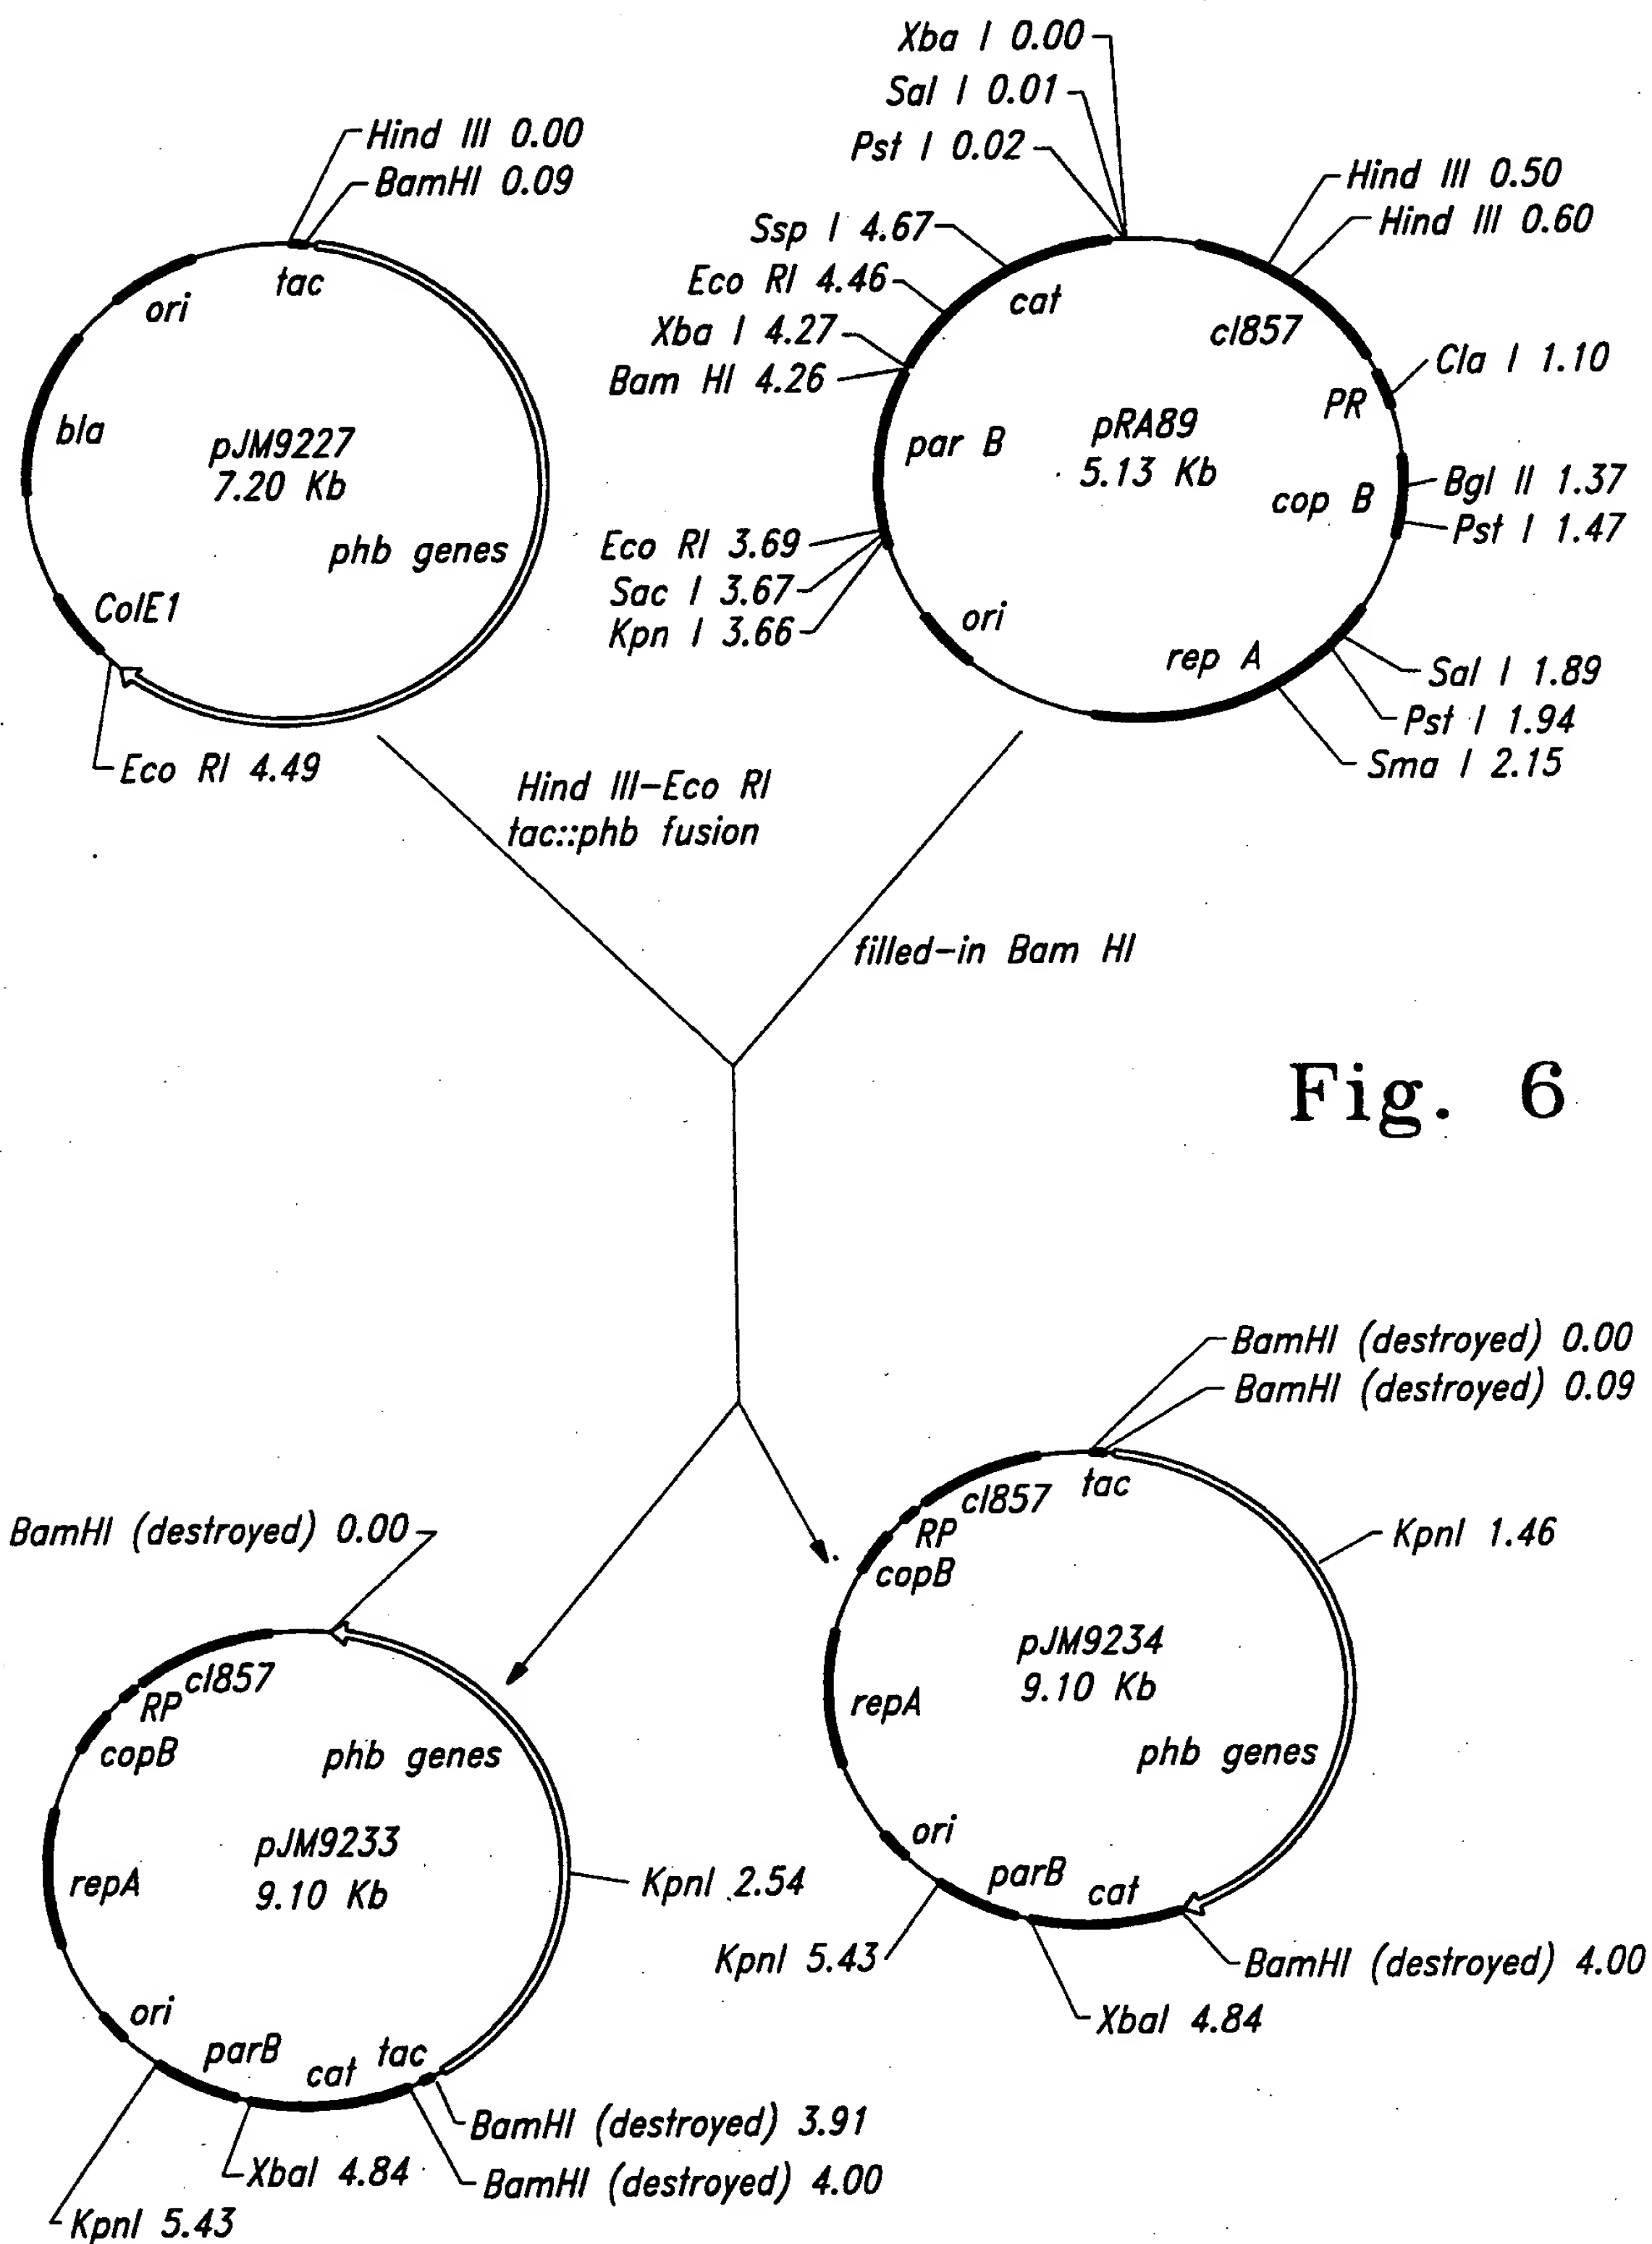 Xba I 0.00
Sal I 0.01
Pst I 0.02
Hind III 0.00
BamHI 0.09
Hind III 0.50
Hind III 0.60
Ssp I 4.67
Eco RI 4.46
Xba I 4.27
Bam HI 4.26
tac
ori
cat
cI857
Cla I 1.10
PR
bla
pJM9227
7.20 Kb
par B
pRA89
5.13 Kb
cop B
Bgl II 1.37
Pst I 1.47
phb genes
Eco RI 3.69
Sac I 3.67
Kpn I 3.66
ColE1
ori
rep A
Sal I 1.89
Pst I 1.94
Sma I 2.15
Eco RI 4.49
Hind III-Eco RI
tac::phb fusion
filled-in Bam HI
Fig. 6
BamHI (destroyed) 0.00
BamHI (destroyed) 0.09
tac
cI857
RP
copB
KpnI 1.46
pJM9234
9.10 Kb
repA
phb genes
ori
parB
cat
KpnI 5.43
BamHI (destroyed) 4.00
XbaI 4.84
BamHI (destroyed) 0.00
cI857
RP
copB
phb genes
pJM9233
9.10 Kb
repA
KpnI 2.54
ori
parB
cat
tac
BamHI (destroyed) 3.91
XbaI 4.84
BamHI (destroyed) 4.00
KpnI 5.43